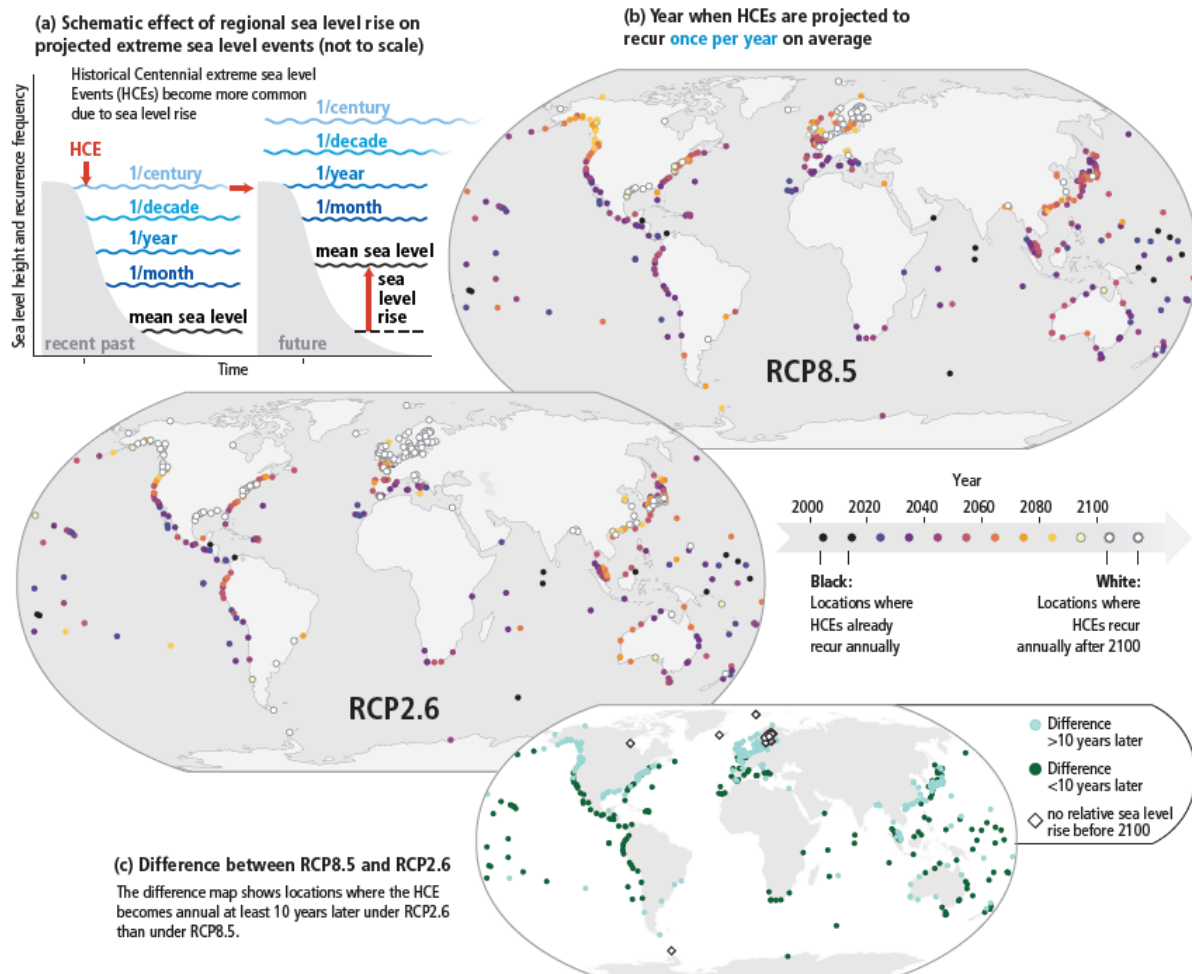 (a) Schematic effect of regional sea level rise on
projected extreme sea level events (not to scale)
Historical Centennial extreme sea level
Events (HCEs) become more common
due to sea level rise
Sea level height and recurrence frequency
HCE
1/century
1/decade
1/year
1/month
mean sea level
recent past
1/century
1/decade
1/year
1/month
mean sea level
sea
level
rise
future
Time
(b) Year when HCEs are projected to
recur once per year on average
RCP8.5
RCP2.6
Year
2000 2020 2040 2060 2080 2100
Black:
Locations where
HCEs already
recur annually
White:
Locations where
HCEs recur
annually after 2100
(c) Difference between RCP8.5 and RCP2.6
The difference map shows locations where the HCE
becomes annual at least 10 years later under RCP2.6
than under RCP8.5.
Difference
>10 years later
Difference
<10 years later
no relative sea level
rise before 2100